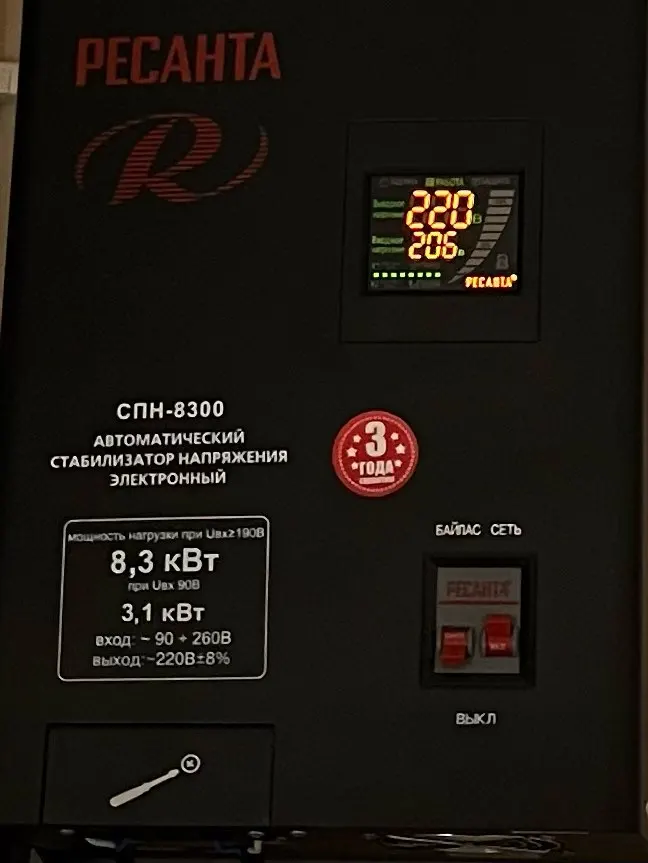 РЕСАНТА
R
РАБОТА
220 В
206 в
РЕСАНТА
СПН-8300
АВТОМАТИЧЕСКИЙ
СТАБИЛИЗАТОР НАПРЯЖЕНИЯ
ЭЛЕКТРОННЫЙ
3
ГОДА
мощность нагрузки при Uвх≥190В
8,3 кВт
при Uвх 90В
3,1 кВт
вход: ~ 90 ÷ 260В
выход:~220В±8%
БАЙПАС СЕТЬ
РЕСАНТА
ВЫКЛ